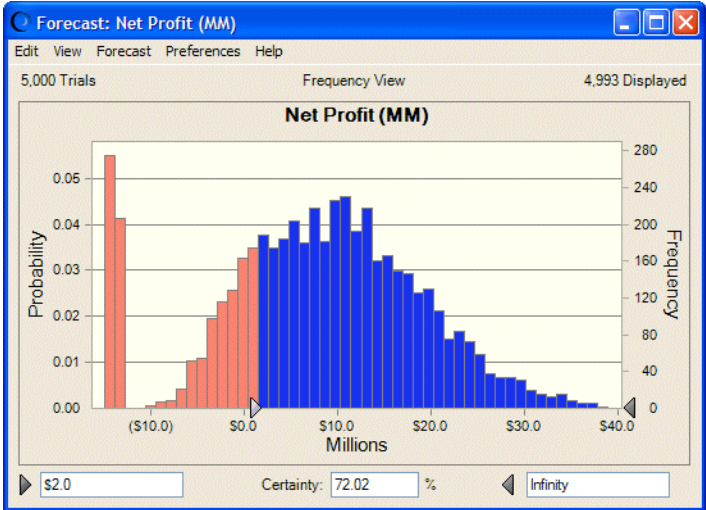 Forecast: Net Profit (MM)
Edit View Forecast Preferences Help
5,000 Trials Frequency View 4,993 Displayed
Net Profit (MM)
Probability
0.05
0.04
0.03
0.02
0.01
0.00
280
240
200
160
120
80
40
0
Frequency
($10.0) $0.0 $10.0 $20.0 $30.0 $40.0
Millions
$2.0 Certainty: 72.02 % Infinity